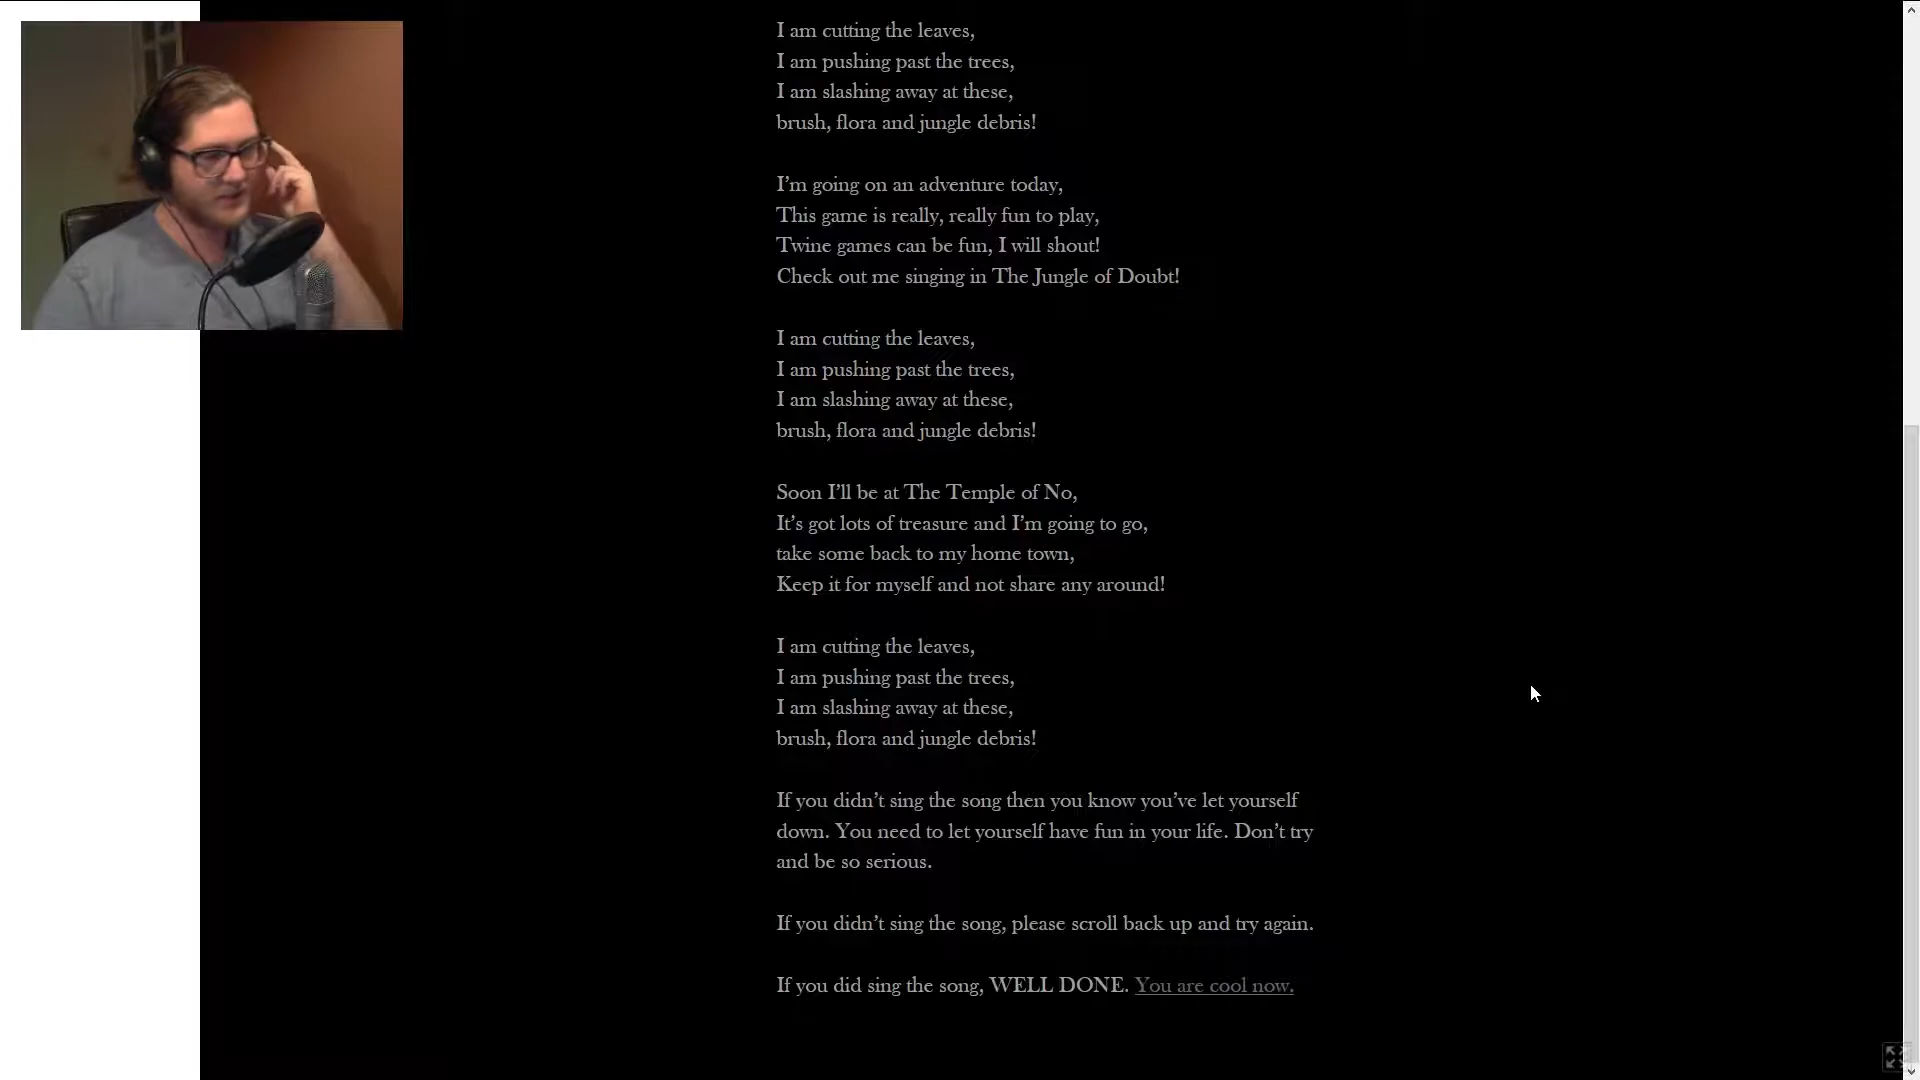 I am cutting the leaves,
I am pushing past the trees,
I am slashing away at these,
brush, flora and jungle debris!
I’m going on an adventure today,
This game is really, really fun to play,
Twine games can be fun, I will shout!
Check out me singing in The Jungle of Doubt!
I am cutting the leaves,
I am pushing past the trees,
I am slashing away at these,
brush, flora and jungle debris!
Soon I’ll be at The Temple of No,
It’s got lots of treasure and I’m going to go,
take some back to my home town,
Keep it for myself and not share any around!
I am cutting the leaves,
I am pushing past the trees,
I am slashing away at these,
brush, flora and jungle debris!
If you didn’t sing the song then you know you’ve let yourself
down. You need to let yourself have fun in your life. Don’t try
and be so serious.
If you didn’t sing the song, please scroll back up and try again.
If you did sing the song, WELL DONE. You are cool now.